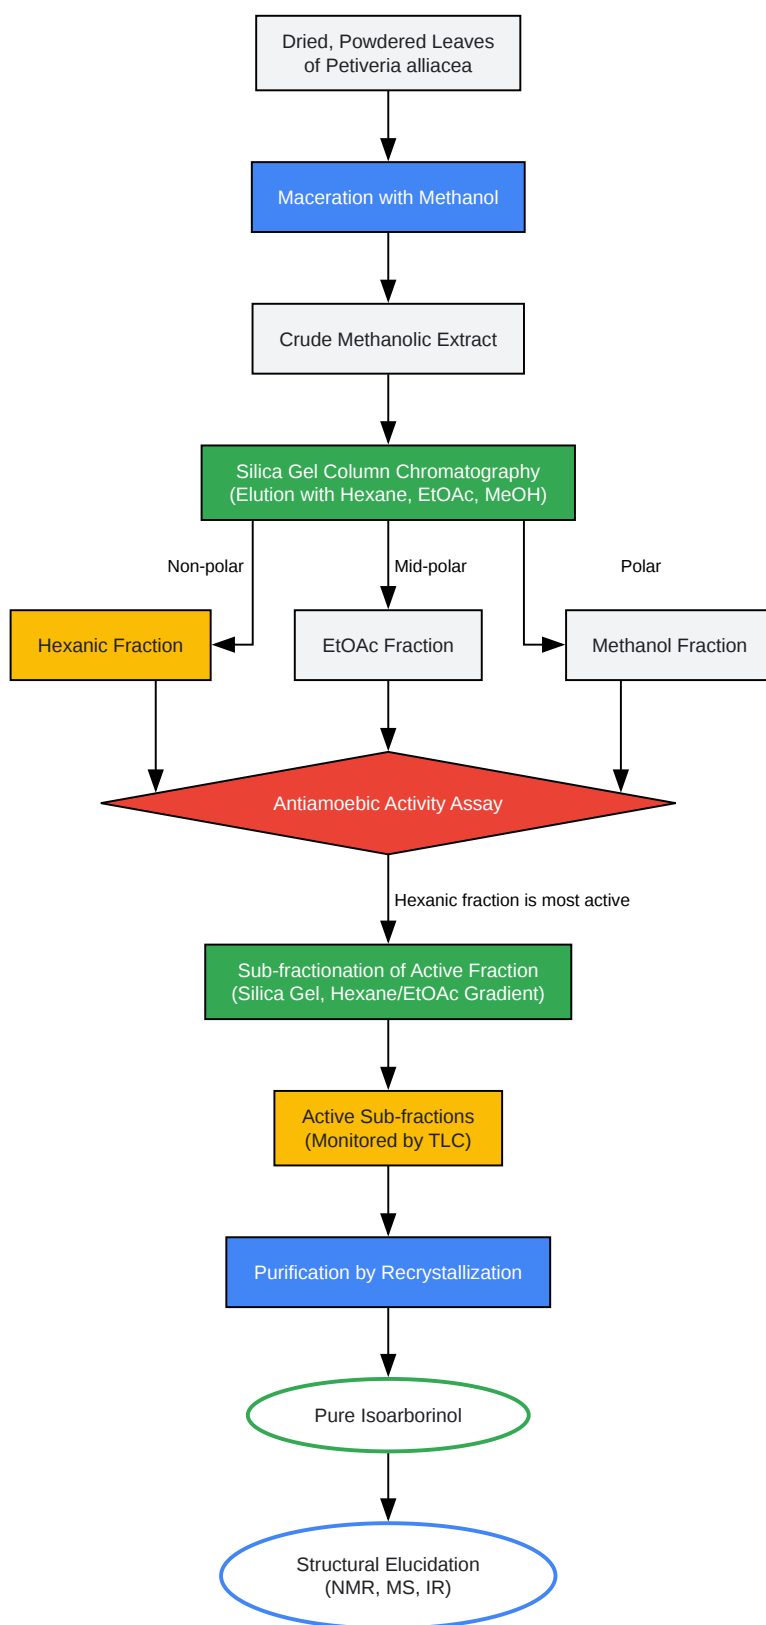 Dried, Powdered Leaves
of Petiveria alliacea
Maceration with Methanol
Crude Methanolic Extract
Silica Gel Column Chromatography
(Elution with Hexane, EtOAc, MeOH)
Non-polar
Mid-polar
Polar
Hexanic Fraction
EtOAc Fraction
Methanol Fraction
Antiamoebic Activity Assay
Hexanic fraction is most active
Sub-fractionation of Active Fraction
(Silica Gel, Hexane/EtOAc Gradient)
Active Sub-fractions
(Monitored by TLC)
Purification by Recrystallization
Pure Isoarborinol
Structural Elucidation
(NMR, MS, IR)